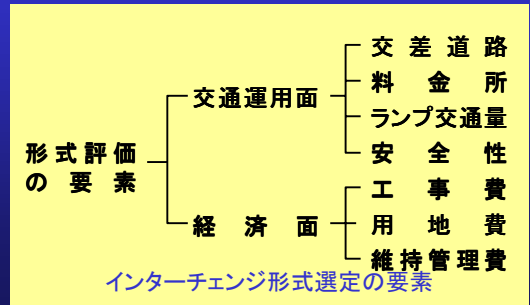 形式評価
の要素
交通運用面
交差道路
料金所
ランプ交通量
安全性
経済面
工事費
用地費
維持管理費
インターチェンジ形式選定の要素